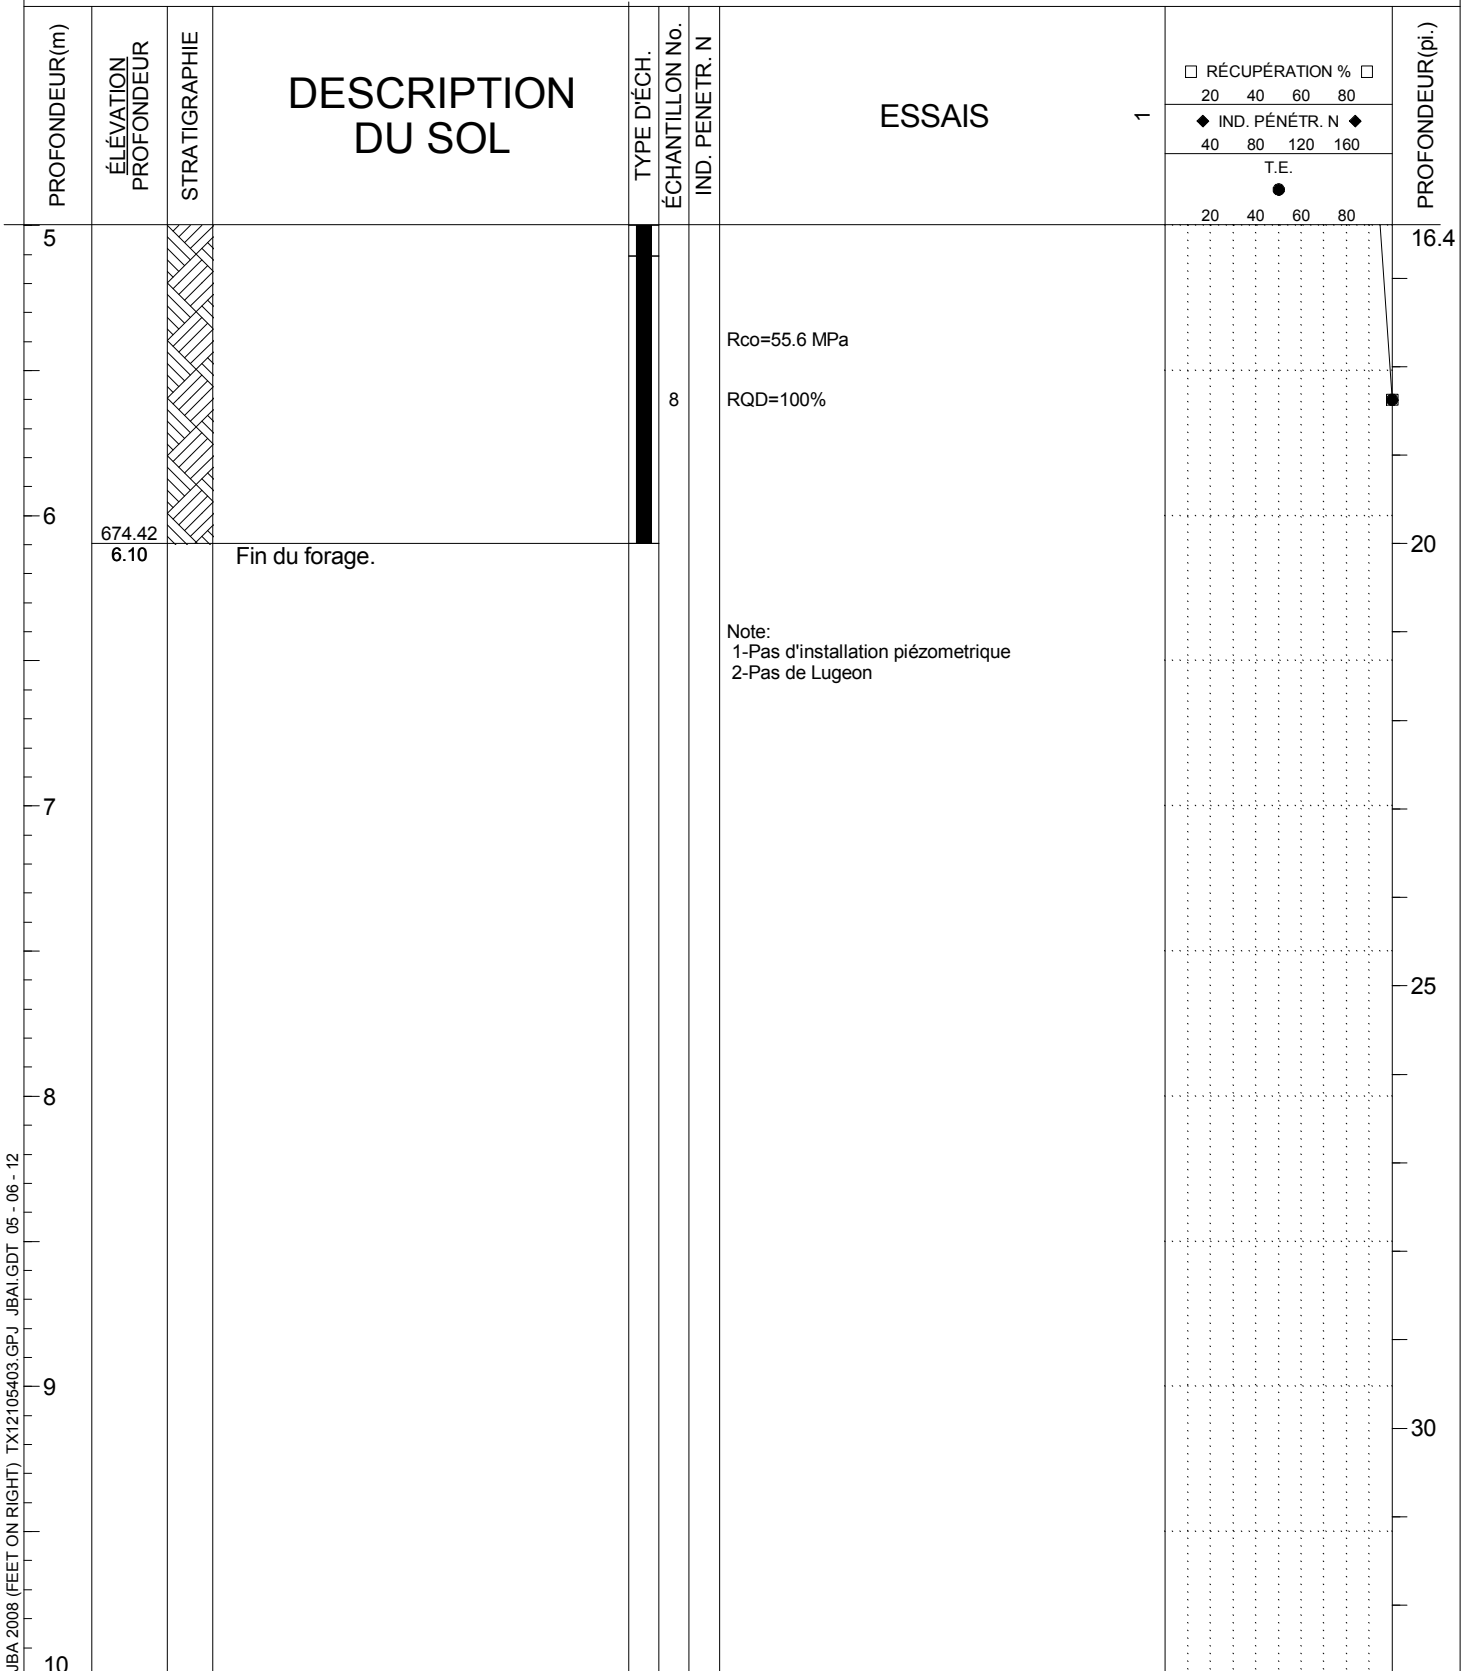 PROFONDEUR(m)
ÉLÉVATION
PROFONDEUR
STRATIGRAPHIE
DESCRIPTION
DU SOL
TYPE D'ÉCH.
ÉCHANTILLON No.
IND. PENETR. N
ESSAIS
1
□ RÉCUPÉRATION % □
20 40 60 80
◆ IND. PÉNÉTR. N ◆
40 80 120 160
T.E.
●
20 40 60 80
PROFONDEUR(pi.)
5
16.4
Rco=55.6 MPa
8
RQD=100%
6
674.42
6.10
Fin du forage.
20
Note:
1-Pas d'installation piézometrique
2-Pas de Lugeon
7
25
8
9
30
10
JBA 2008 (FEET ON RIGHT) TX12105403.GPJ JBAI.GDT 05 - 06 - 12